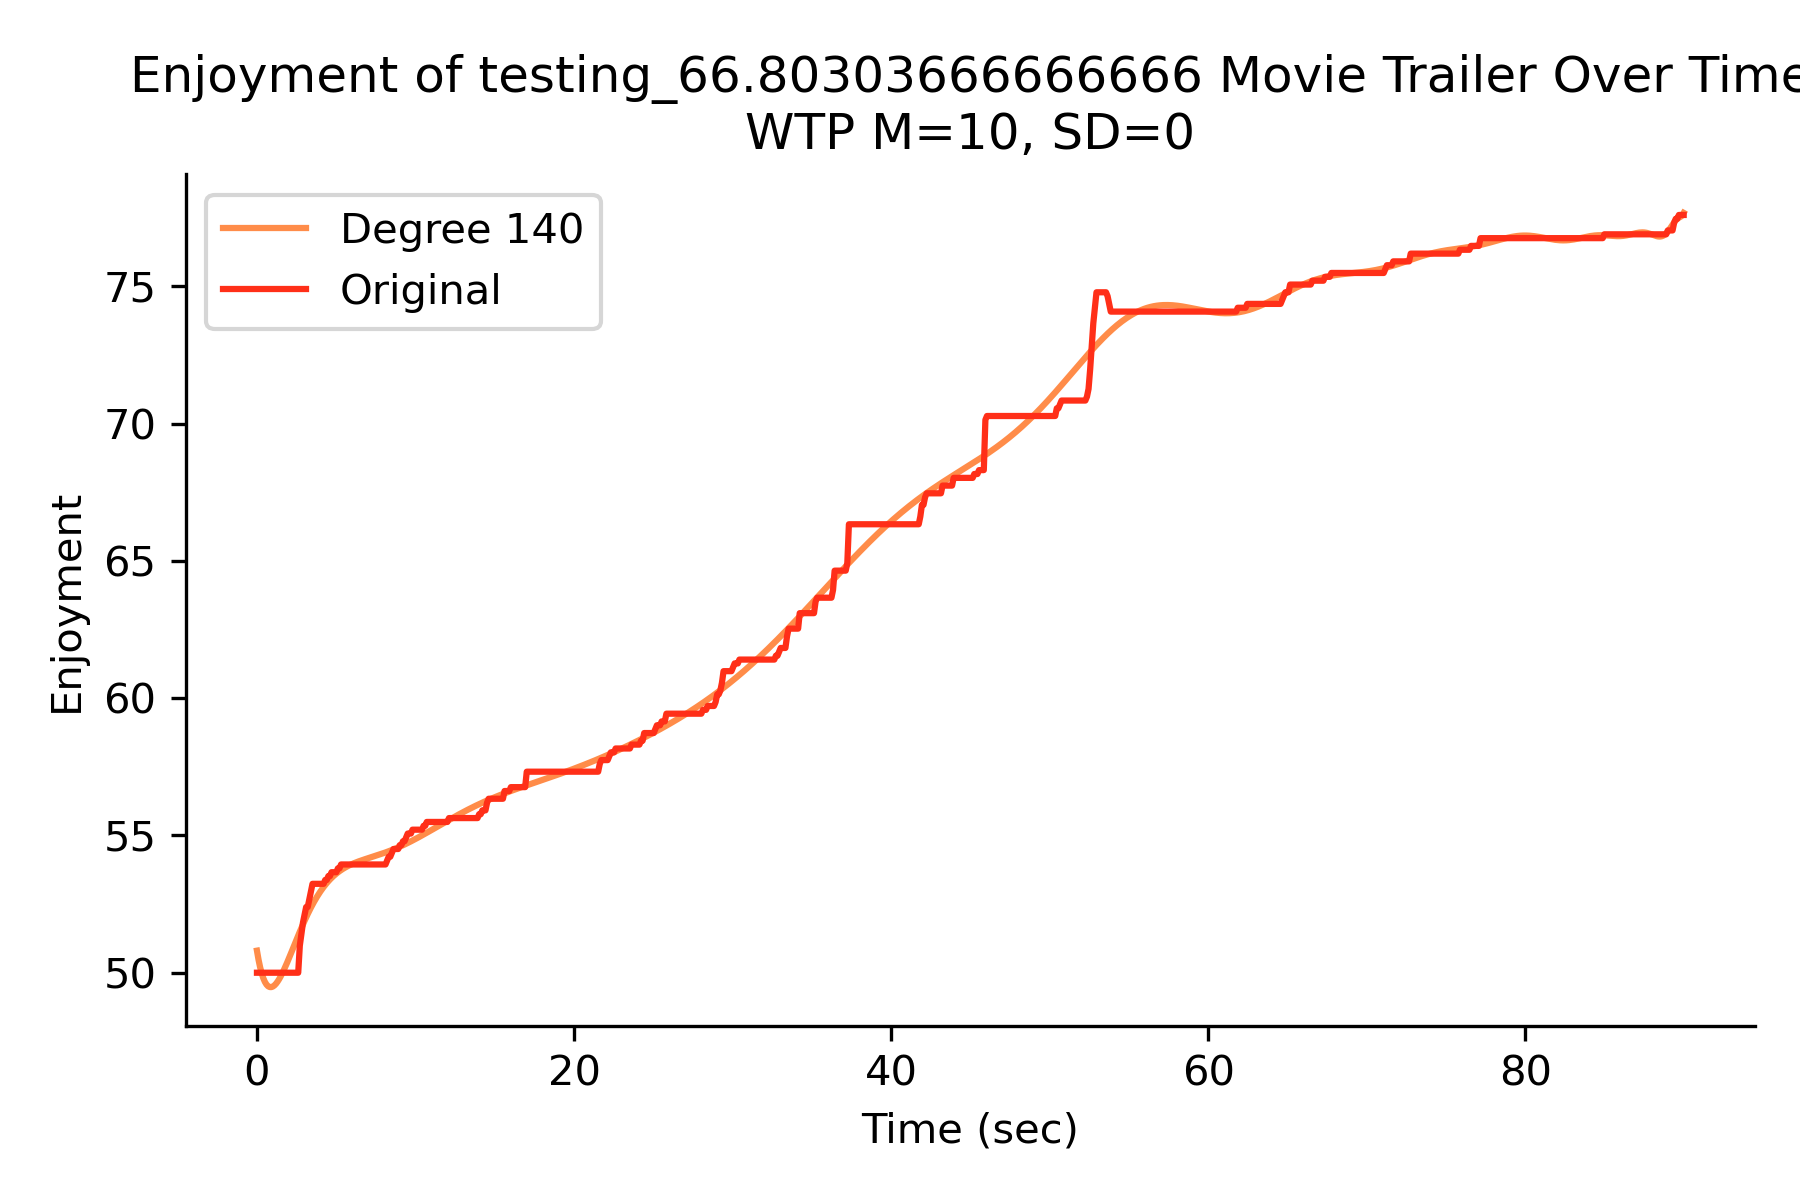 Enjoyment of testing_66.80303666666666 Movie Trailer Over Time
WTP M=10, SD=0
Degree 140
Original
75
70
65
60
55
50
Enjoyment
0 20 40 60 80
Time (sec)